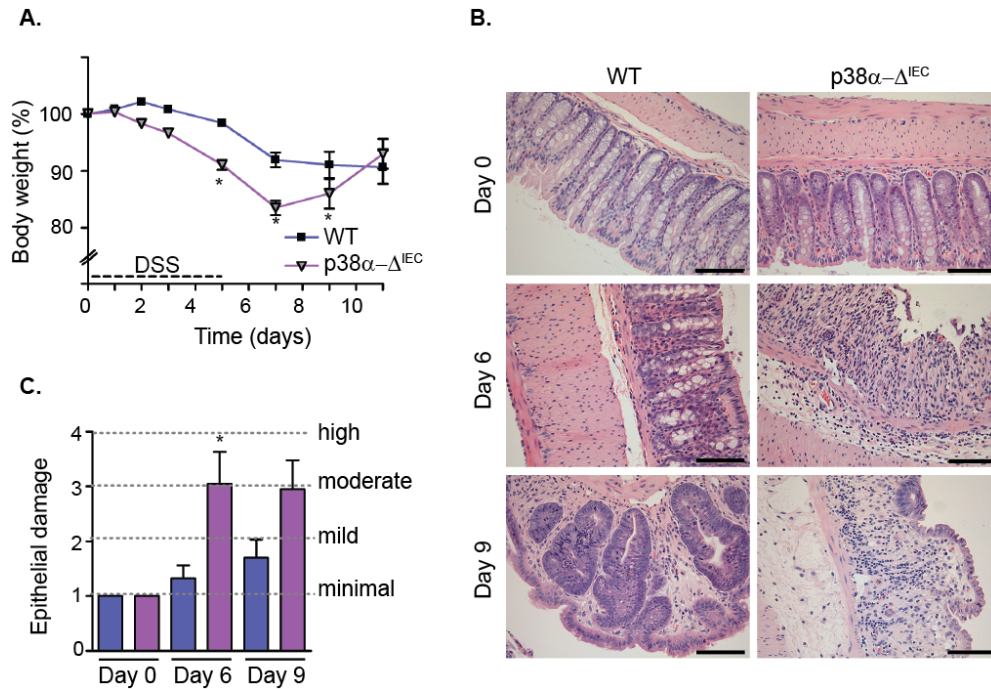 A.
Body weight (%)
100
90
80
DSS
WT
p38α–Δ^IEC
*
*
*
0 2 4 6 8 10
Time (days)
B.
WT p38α–Δ^IEC
Day 0
Day 6
Day 9
C.
Epithelial damage
4
3
2
1
0
high
moderate
mild
minimal
*
Day 0 Day 6 Day 9